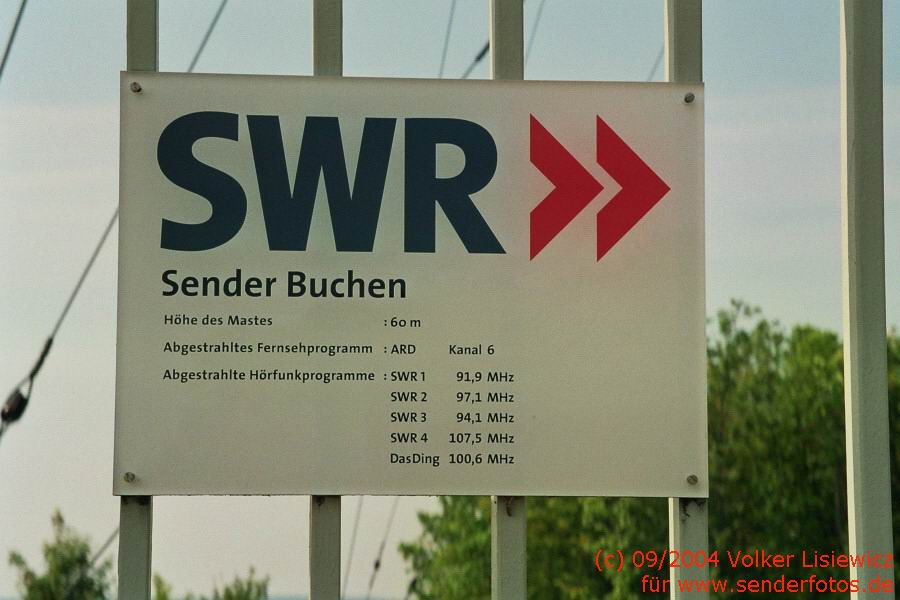 SWR
Sender Buchen
Höhe des Mastes : 60 m
Abgestrahltes Fernsehprogramm : ARD Kanal 6
Abgestrahlte Hörfunkprogramme : SWR 1 91,9 MHz
SWR 2 97,1 MHz
SWR 3 94,1 MHz
SWR 4 107,5 MHz
DasDing 100,6 MHz
(c) 09/2004 Volker Lisiewicz
für www.senderfotos.de